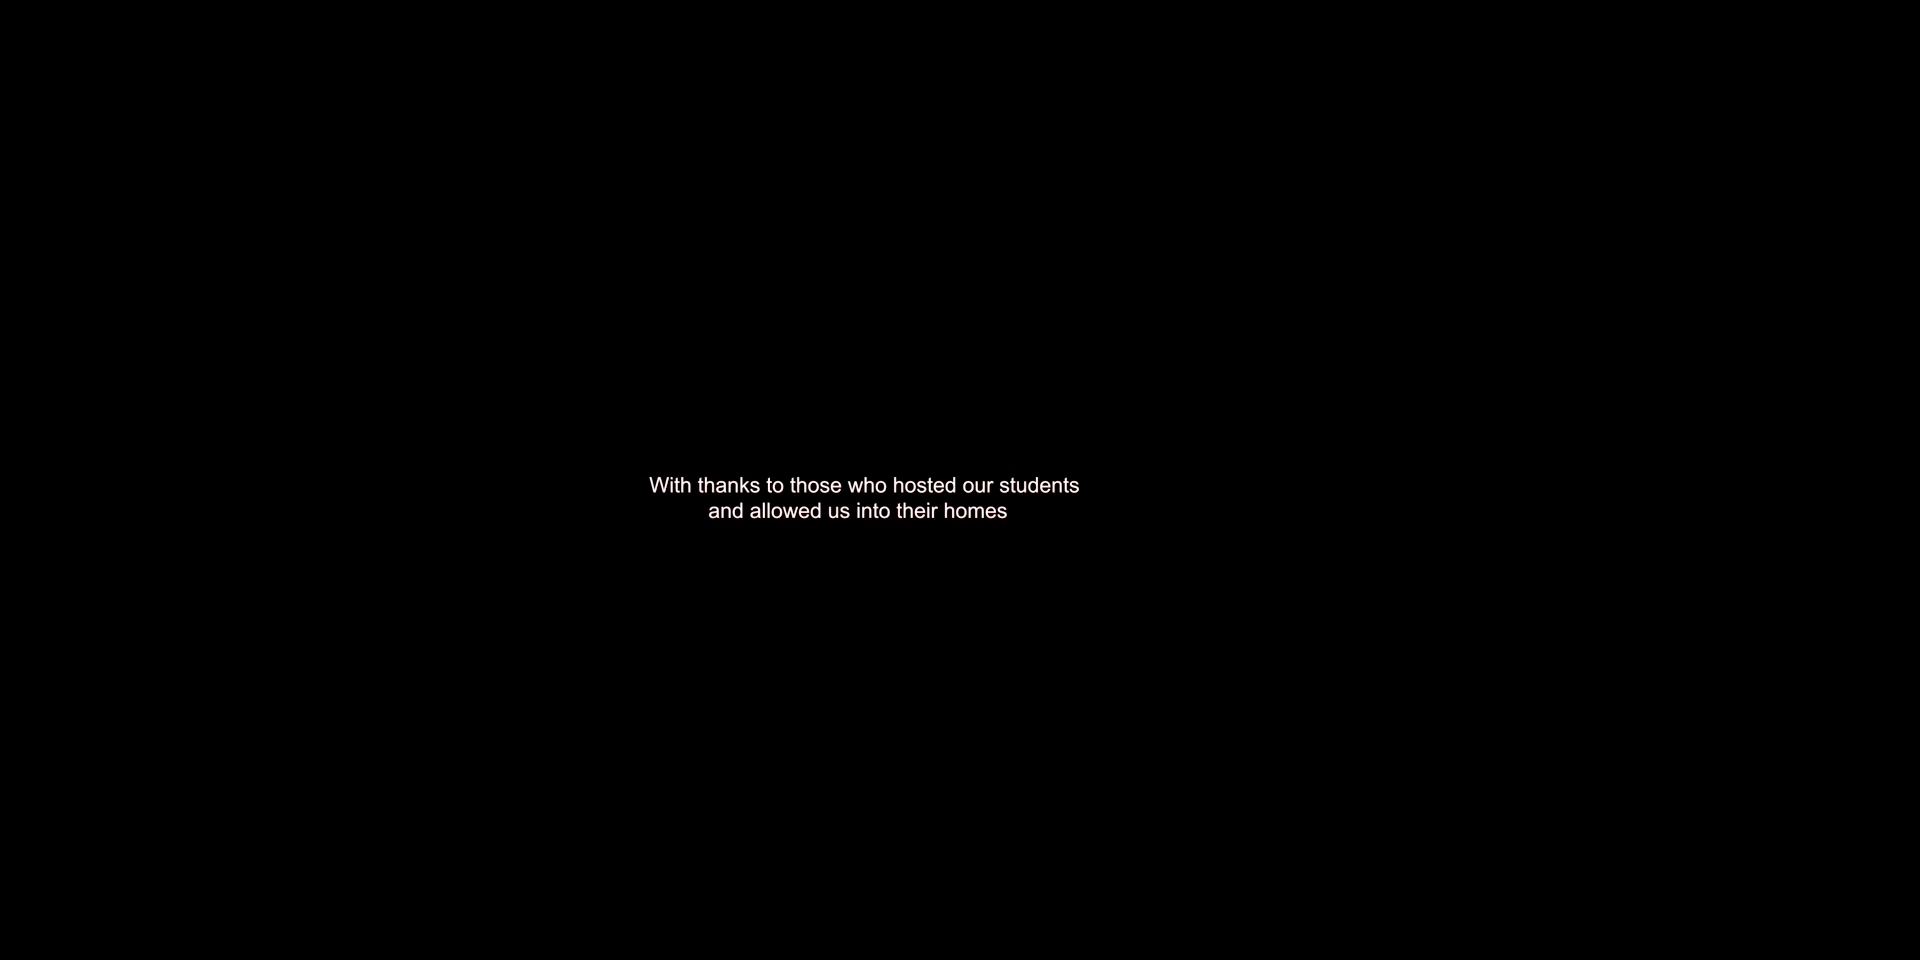 With thanks to those who hosted our students
and allowed us into their homes